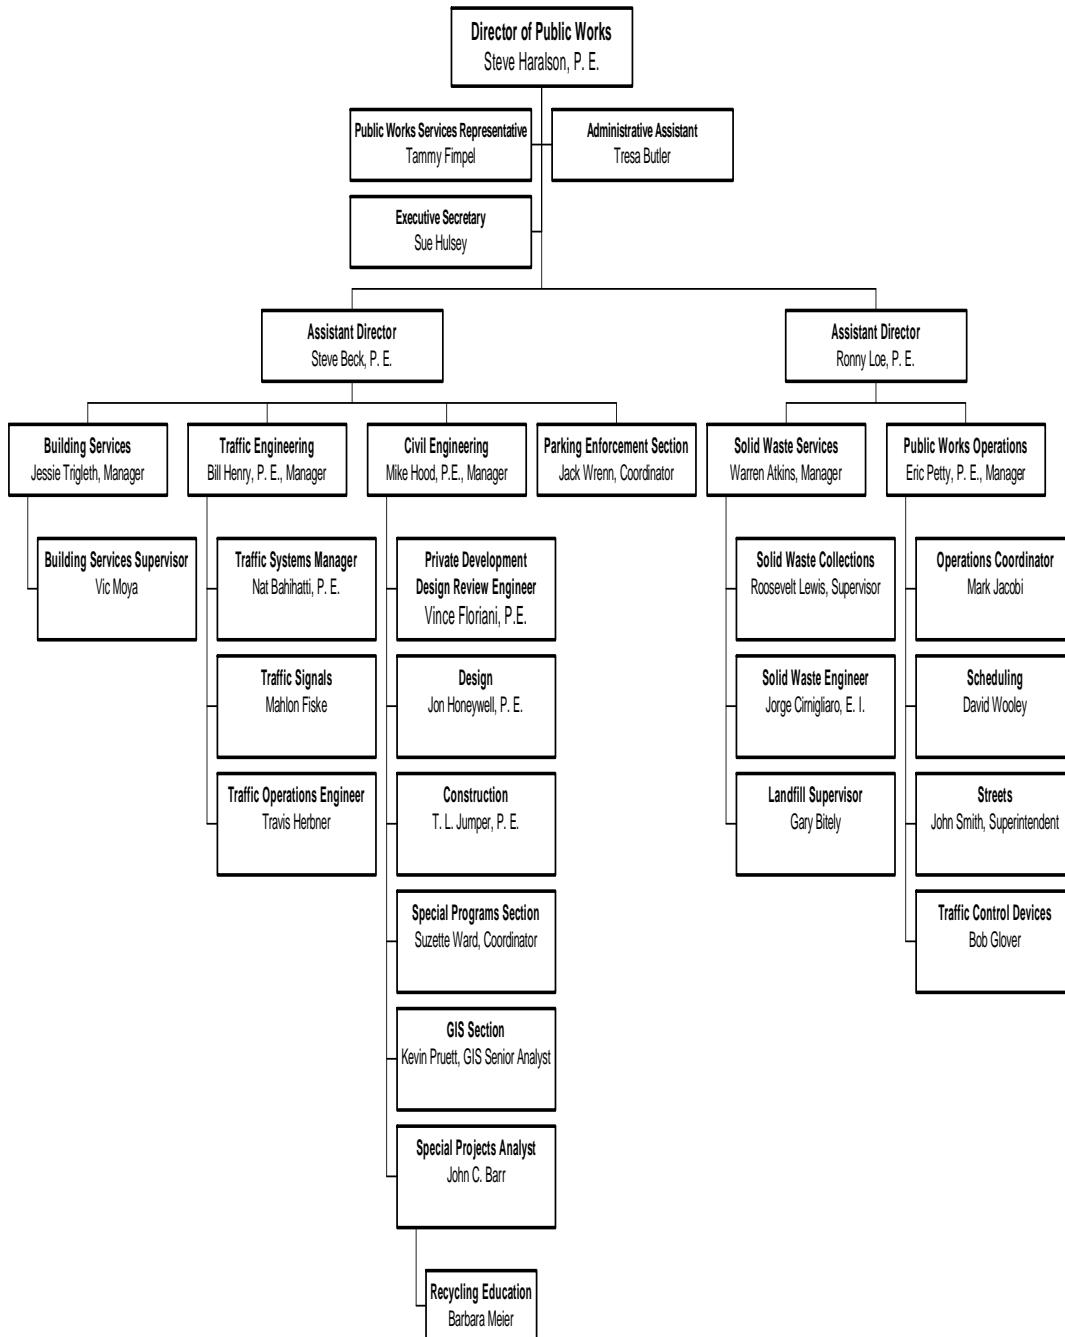 Director of Public Works
Steve Haralson, P. E.
Public Works Services Representative
Tammy Fimpel
Administrative Assistant
Tresa Butler
Executive Secretary
Sue Hulsey
Assistant Director
Steve Beck, P. E.
Assistant Director
Ronny Loe, P. E.
Building Services
Jessie Trigleth, Manager
Traffic Engineering
Bill Henry, P. E., Manager
Civil Engineering
Mike Hood, P.E., Manager
Parking Enforcement Section
Jack Wrenn, Coordinator
Solid Waste Services
Warren Atkins, Manager
Public Works Operations
Eric Petty, P. E., Manager
Building Services Supervisor
Vic Moya
Traffic Systems Manager
Nat Bahihatti, P. E.
Traffic Signals
Mahlon Fiske
Traffic Operations Engineer
Travis Herbner
Private Development
Design Review Engineer
Vince Floriani, P.E.
Design
Jon Honeywell, P. E.
Construction
T. L. Jumper, P. E.
Special Programs Section
Suzette Ward, Coordinator
GIS Section
Kevin Pruett, GIS Senior Analyst
Special Projects Analyst
John C. Barr
Recycling Education
Barbara Meier
Solid Waste Collections
Roosevelt Lewis, Supervisor
Solid Waste Engineer
Jorge Cirnigliaro, E. I.
Landfill Supervisor
Gary Bitely
Operations Coordinator
Mark Jacobi
Scheduling
David Wooley
Streets
John Smith, Superintendent
Traffic Control Devices
Bob Glover